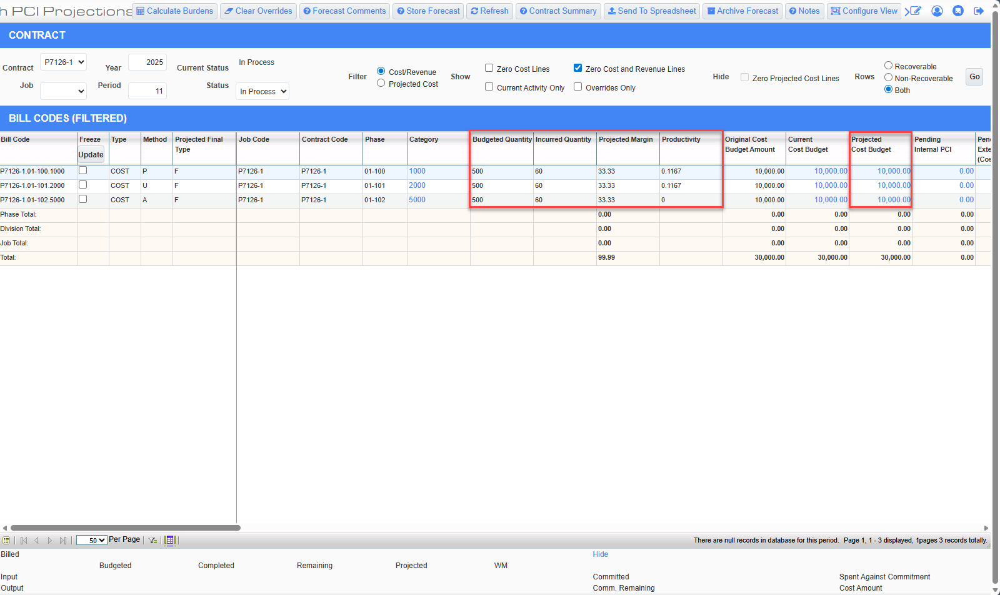 h PCI Projections Calculate Burdens Clear Overrides Forecast Comments Store Forecast Refresh Contract Summary Send To Spreadsheet Archive Forecast Notes Configure View
CONTRACT
Contract P7126-1 Year 2025 Current Status In Process
Job Period 11 Status In Process
Filter Cost/Revenue Projected Cost
Show Zero Cost Lines Zero Cost and Revenue Lines
Current Activity Only Overrides Only
Hide Zero Projected Cost Lines Rows Recoverable
Non-Recoverable
Both
Go
BILL CODES (FILTERED)
Bill Code Freeze Type Method Projected Final Job Code Contract Code Phase Category Budgeted Quantity Incurred Quantity Projected Margin Productivity Original Cost Current Projected Pending Pen
Update Type Budget Amount Cost Budget Cost Budget Internal PCI Exte
(Cos
P7126-1.01-100.1000 COST P F P7126-1 P7126-1 01-100 1000 500 60 33.33 0.1167 10,000.00 10,000.00 10,000.00 0.00
P7126-1.01-101.2000 COST U F P7126-1 P7126-1 01-101 2000 500 60 33.33 0.1167 10,000.00 10,000.00 10,000.00 0.00
P7126-1.01-102.5000 COST A F P7126-1 P7126-1 01-102 5000 500 60 33.33 0 10,000.00 10,000.00 10,000.00 0.00
Phase Total: 0.00 0.00 0.00 0.00 0.00
Division Total: 0.00 0.00 0.00 0.00 0.00
Job Total: 0.00 0.00 0.00 0.00 0.00
Total: 99.99 30,000.00 30,000.00 30,000.00 0.00
50 Per Page There are null records in database for this period. Page 1, 1 - 3 displayed, 1pages 3 records totally.
Billed Hide
Budgeted Completed Remaining Projected WM
Input Committed Spent Against Commitment
Output Comm. Remaining Cost Amount